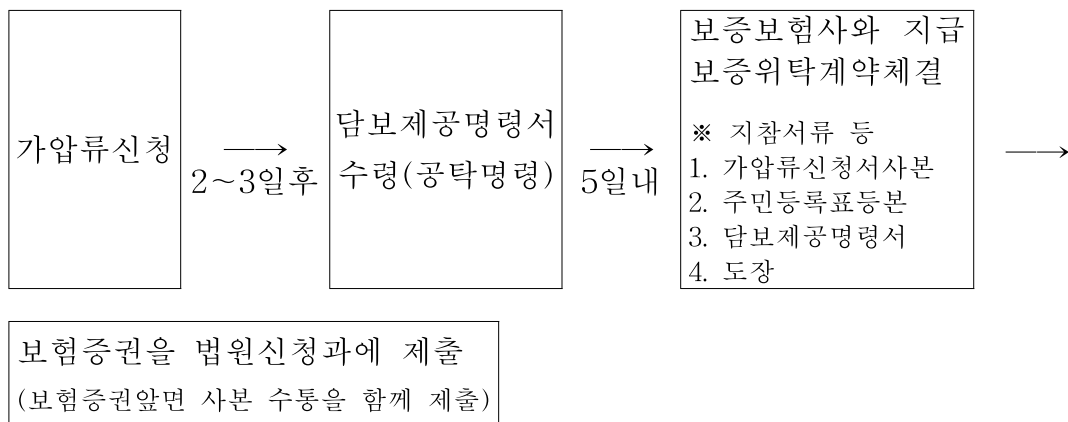 가압류신청
⟶
2~3일후
담보제공명령서
수령(공탁명령)
⟶
5일내
보증보험사와 지급
보증위탁계약체결
※ 지참서류 등
1. 가압류신청서사본
2. 주민등록표등본
3. 담보제공명령서
4. 도장
⟶
보험증권을 법원신청과에 제출
(보험증권앞면 사본 수통을 함께 제출)